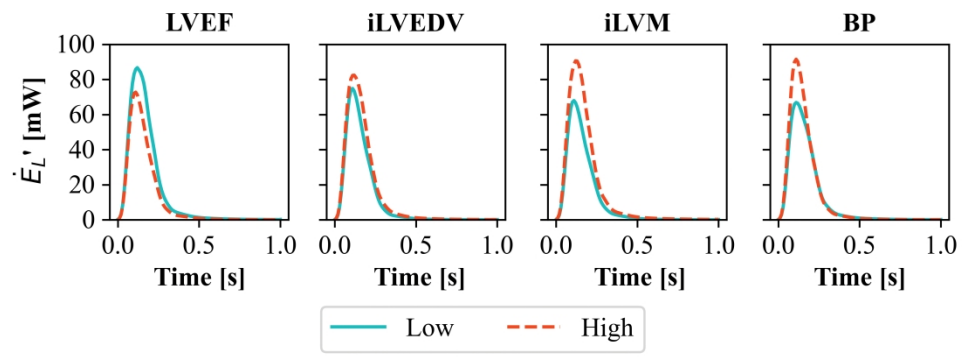 LVEF iLVEDV iLVM BP
100
80
60
40
20
0
Ė_L' [mW]
0.0 0.5 1.0 0.0 0.5 1.0 0.0 0.5 1.0 0.0 0.5 1.0
Time [s] Time [s] Time [s] Time [s]
Low High